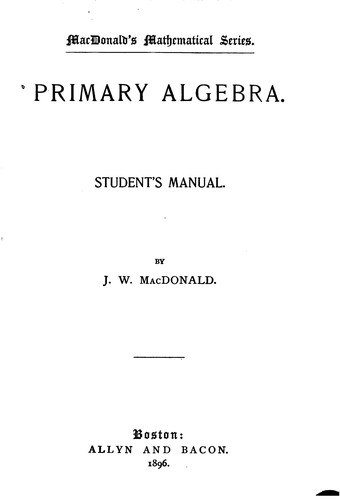 MacDonald's Mathematical Series.
PRIMARY ALGEBRA.
STUDENT'S MANUAL.
BY
J. W. MACDONALD.
Boston:
ALLYN AND BACON.
1896.